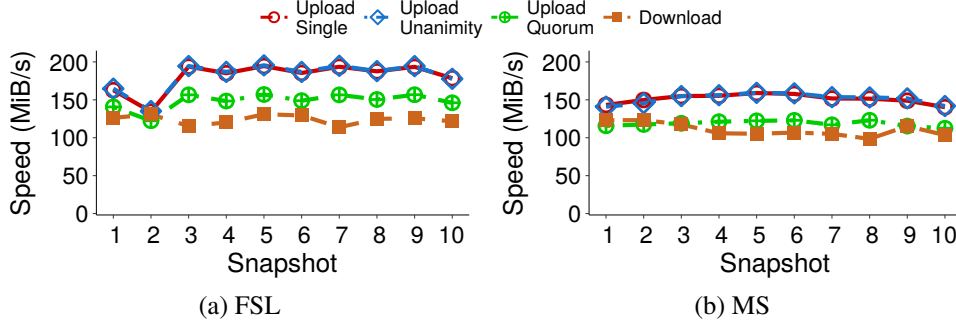 Upload Single
Upload Unanimity
Upload Quorum
Download
Speed (MiB/s)
200
150
100
50
0
1 2 3 4 5 6 7 8 9 10
Snapshot
(a) FSL
Speed (MiB/s)
200
150
100
50
0
1 2 3 4 5 6 7 8 9 10
Snapshot
(b) MS